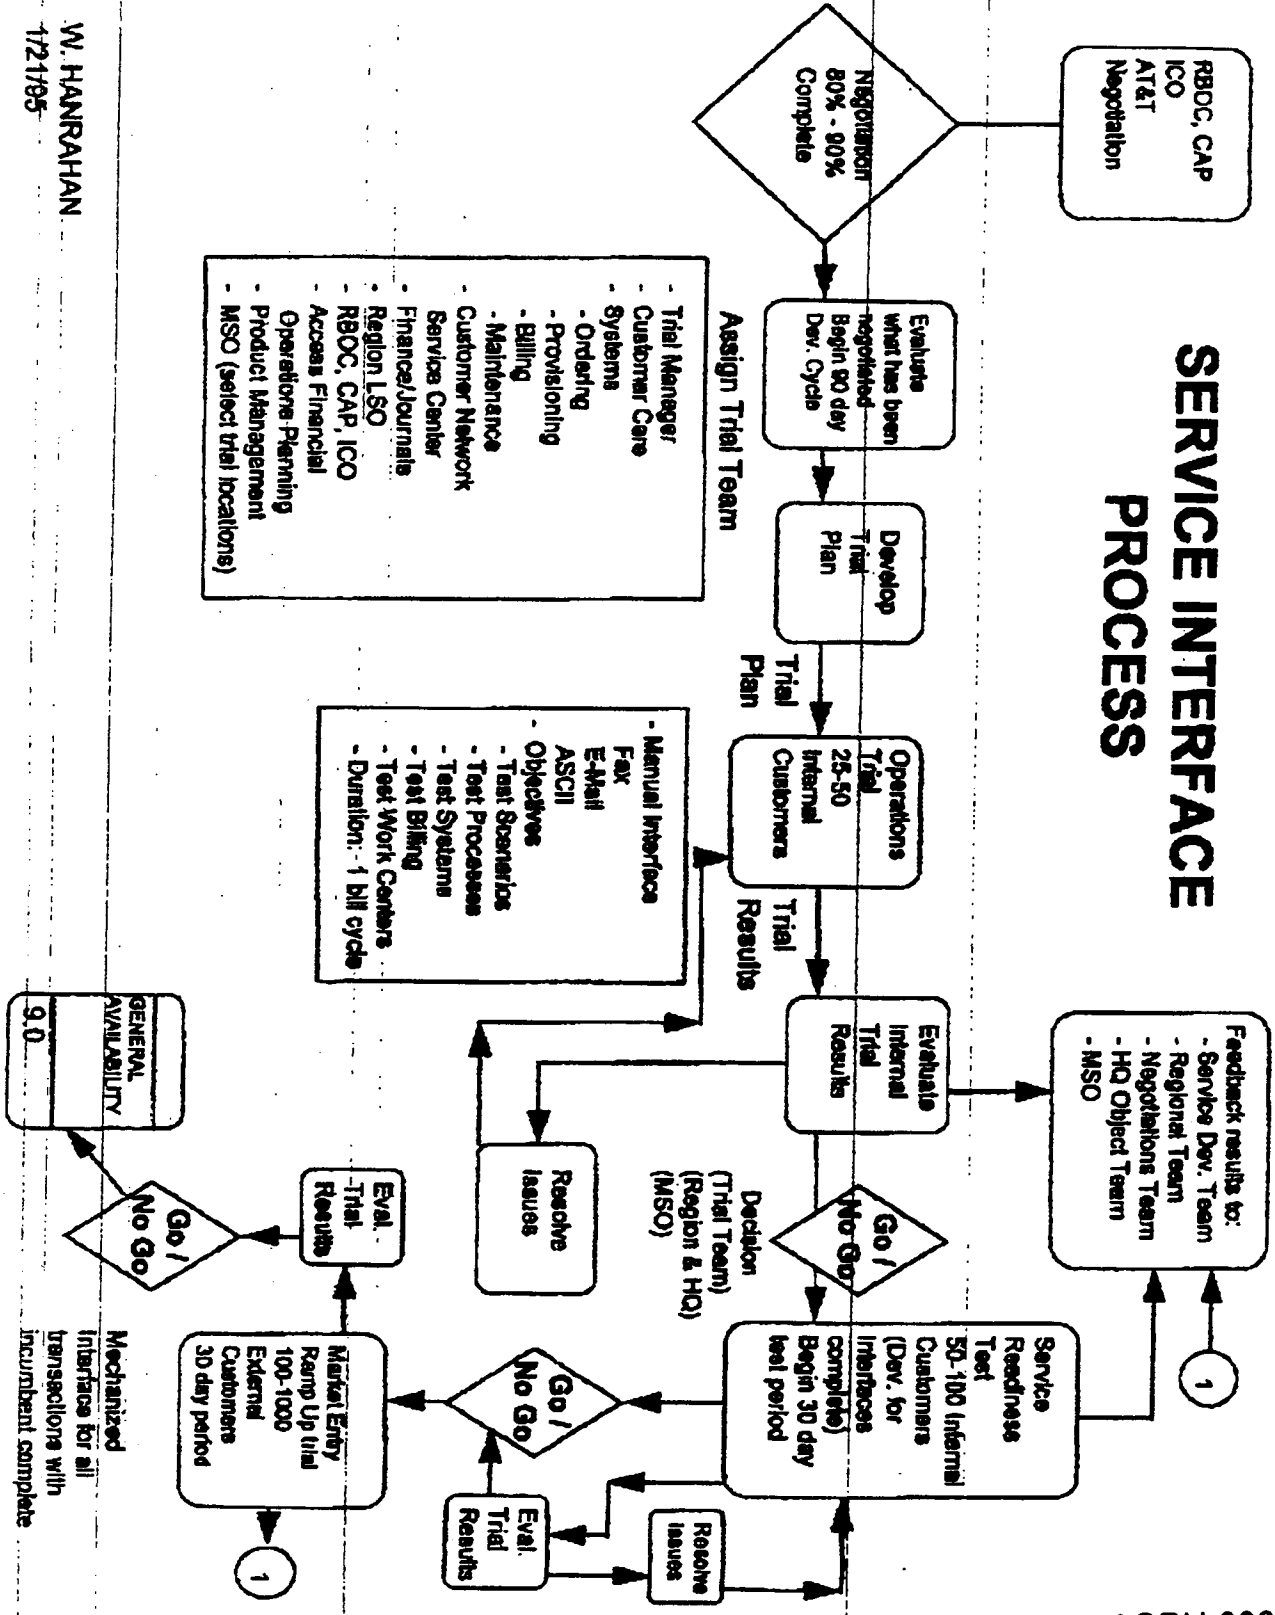 SERVICE INTERFACE
PROCESS
RBOC, CAP
ICO
AT&T
Negotiation
Negotiation
80% - 90%
Complete
Evaluate
what has been
negotiated
Begin 90 day
Dev. Cycle
Develop
Trial
Plan
Trial
Plan
Operations
Trial
25-50
Internal
Customers
Trial
Results
Evaluate
Internal
Trial
Results
Feedback results to:
- Service Dev. Team
- Regional Team
- Negotiations Team
- HQ Object Team
- MSO
1
Go /
No Go
Decision
(Trial Team)
(Region & HQ)
(MSO)
Service
Readiness
Test
50-100 Internal
Customers
(Dev. for
Interfaces
complete)
Begin 30 day
test period
Assign Trial Team
- Trial Manager
- Customer Care
- Systems
- Ordering
- Provisioning
- Billing
- Maintenance
- Customer Network
Service Center
- Finance/Journals
- Region LSO
- RBOC, CAP, ICO
- Access Financial
Operations Planning
- Product Management
- MSO (select trial locations)
- Manual Interface
Fax
E-Mail
ASCII
- Objectives
- Test Scenarios
- Test Processes
- Test Systems
- Test Billing
- Test Work Centers
- Duration: - 1 bill cycle
Resolve
Issues
Resolve
Issues
Eval.
Trial
Results
Go /
No Go
Market Entry
Ramp Up trial
100-1000
External
Customers
30 day period
1
Eval.
Trial
Results
Go /
No Go
GENERAL
AVAILABILITY
9.0
Mechanized
Interface for all
transactions with
incumbent complete
W. HANRAHAN
1/21/95